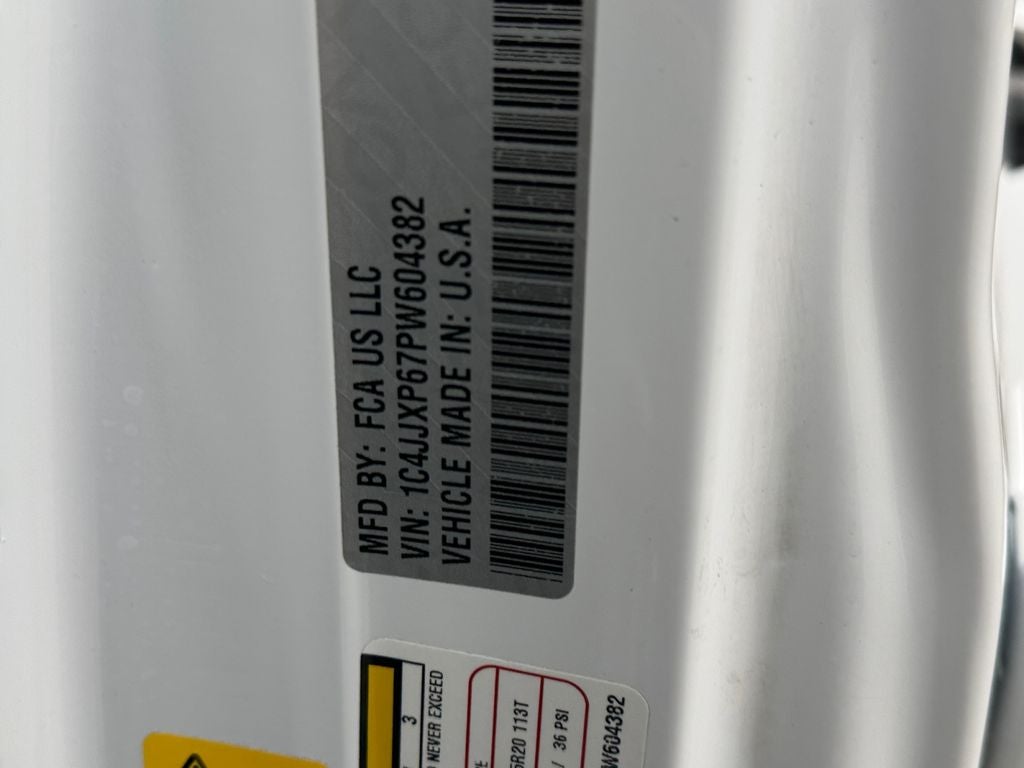 MFD BY: FCA US LLC
VIN: 1C4JJXP67PW604382
VEHICLE MADE IN: U.S.A.
3
NEVER EXCEED
5R20 113T
/ 36 PSI
W604382